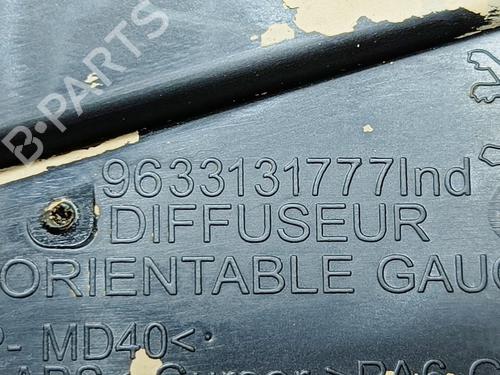 B-PARTS
9633131777Ind
DIFFUSEUR
ORIENTABLE GAUC
- MD40<